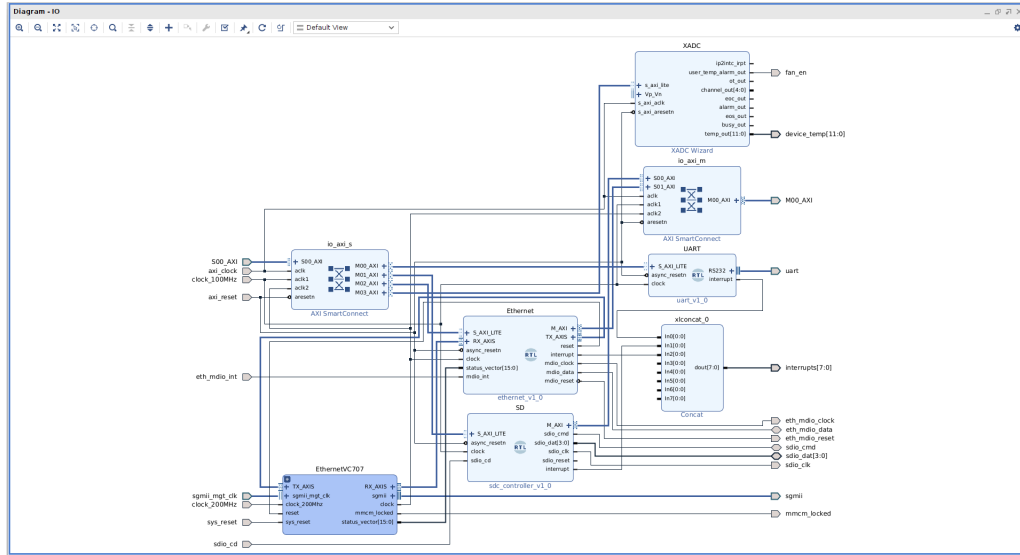 Diagram - IO
Default View
XADC
s_axi_lite
Vp_Vn
s_axi_aclk
s_axi_aresetn
ip2intc_irpt
user_temp_alarm_out
ot_out
channel_out[4:0]
eoc_out
alarm_out
eos_out
busy_out
temp_out[11:0]
XADC Wizard
fan_en
device_temp[11:0]
io_axi_m
S00_AXI
S01_AXI
aclk
aclk1
aclk2
aresetn
M00_AXI
AXI SmartConnect
M00_AXI
S00_AXI
axi_clock
clock_100MHz
axi_reset
io_axi_s
S00_AXI
aclk
aclk1
aclk2
aresetn
M00_AXI
M01_AXI
M02_AXI
M03_AXI
AXI SmartConnect
UART
S_AXI_LITE
async_resetn
clock
RTL
RS232
interrupt
uart_v1_0
uart
Ethernet
S_AXI_LITE
RX_AXIS
async_resetn
clock
status_vector[15:0]
mdio_int
RTL
M_AXI
TX_AXIS
reset
interrupt
mdio_clock
mdio_data
mdio_reset
ethernet_v1_0
eth_mdio_int
xlconcat_0
In0[0:0]
In1[0:0]
In2[0:0]
In3[0:0]
In4[0:0]
In5[0:0]
In6[0:0]
In7[0:0]
dout[7:0]
Concat
interrupts[7:0]
SD
S_AXI_LITE
async_resetn
clock
sdio_cd
RTL
M_AXI
sdio_cmd
sdio_dat[3:0]
sdio_clk
sdio_reset
interrupt
sdc_controller_v1_0
eth_mdio_clock
eth_mdio_data
eth_mdio_reset
sdio_cmd
sdio_dat[3:0]
sdio_clk
EthernetVC707
TX_AXIS
sgmii_mgt_clk
clock_200MHz
reset
sys_reset
RX_AXIS
sgmii
clock
mmcm_locked
status_vector[15:0]
sgmii_mgt_clk
clock_200MHz
sys_reset
sdio_cd
sgmii
mmcm_locked